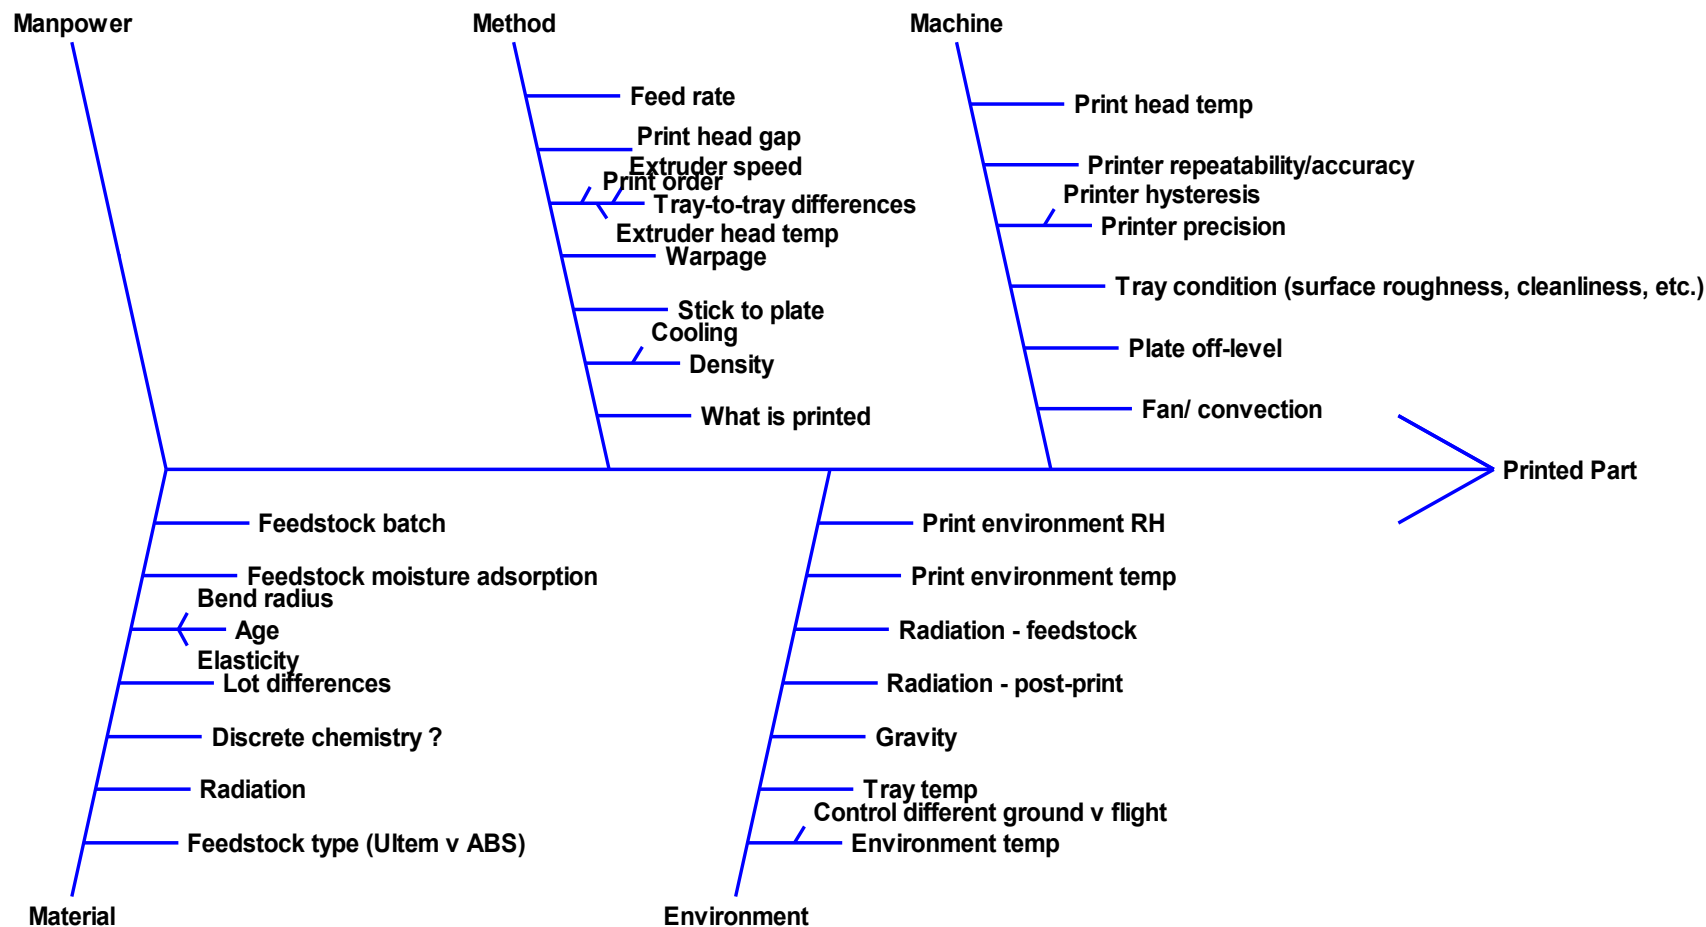 Manpower
Method
Machine
Feed rate
Print head gap
Extruder speed
Print order
Tray-to-tray differences
Extruder head temp
Warpage
Stick to plate
Cooling
Density
What is printed
Print head temp
Printer repeatability/accuracy
Printer hysteresis
Printer precision
Tray condition (surface roughness, cleanliness, etc.)
Plate off-level
Fan/ convection
Printed Part
Feedstock batch
Feedstock moisture adsorption
Bend radius
Age
Elasticity
Lot differences
Discrete chemistry ?
Radiation
Feedstock type (Ultem v ABS)
Material
Print environment RH
Print environment temp
Radiation - feedstock
Radiation - post-print
Gravity
Tray temp
Control different ground v flight
Environment temp
Environment